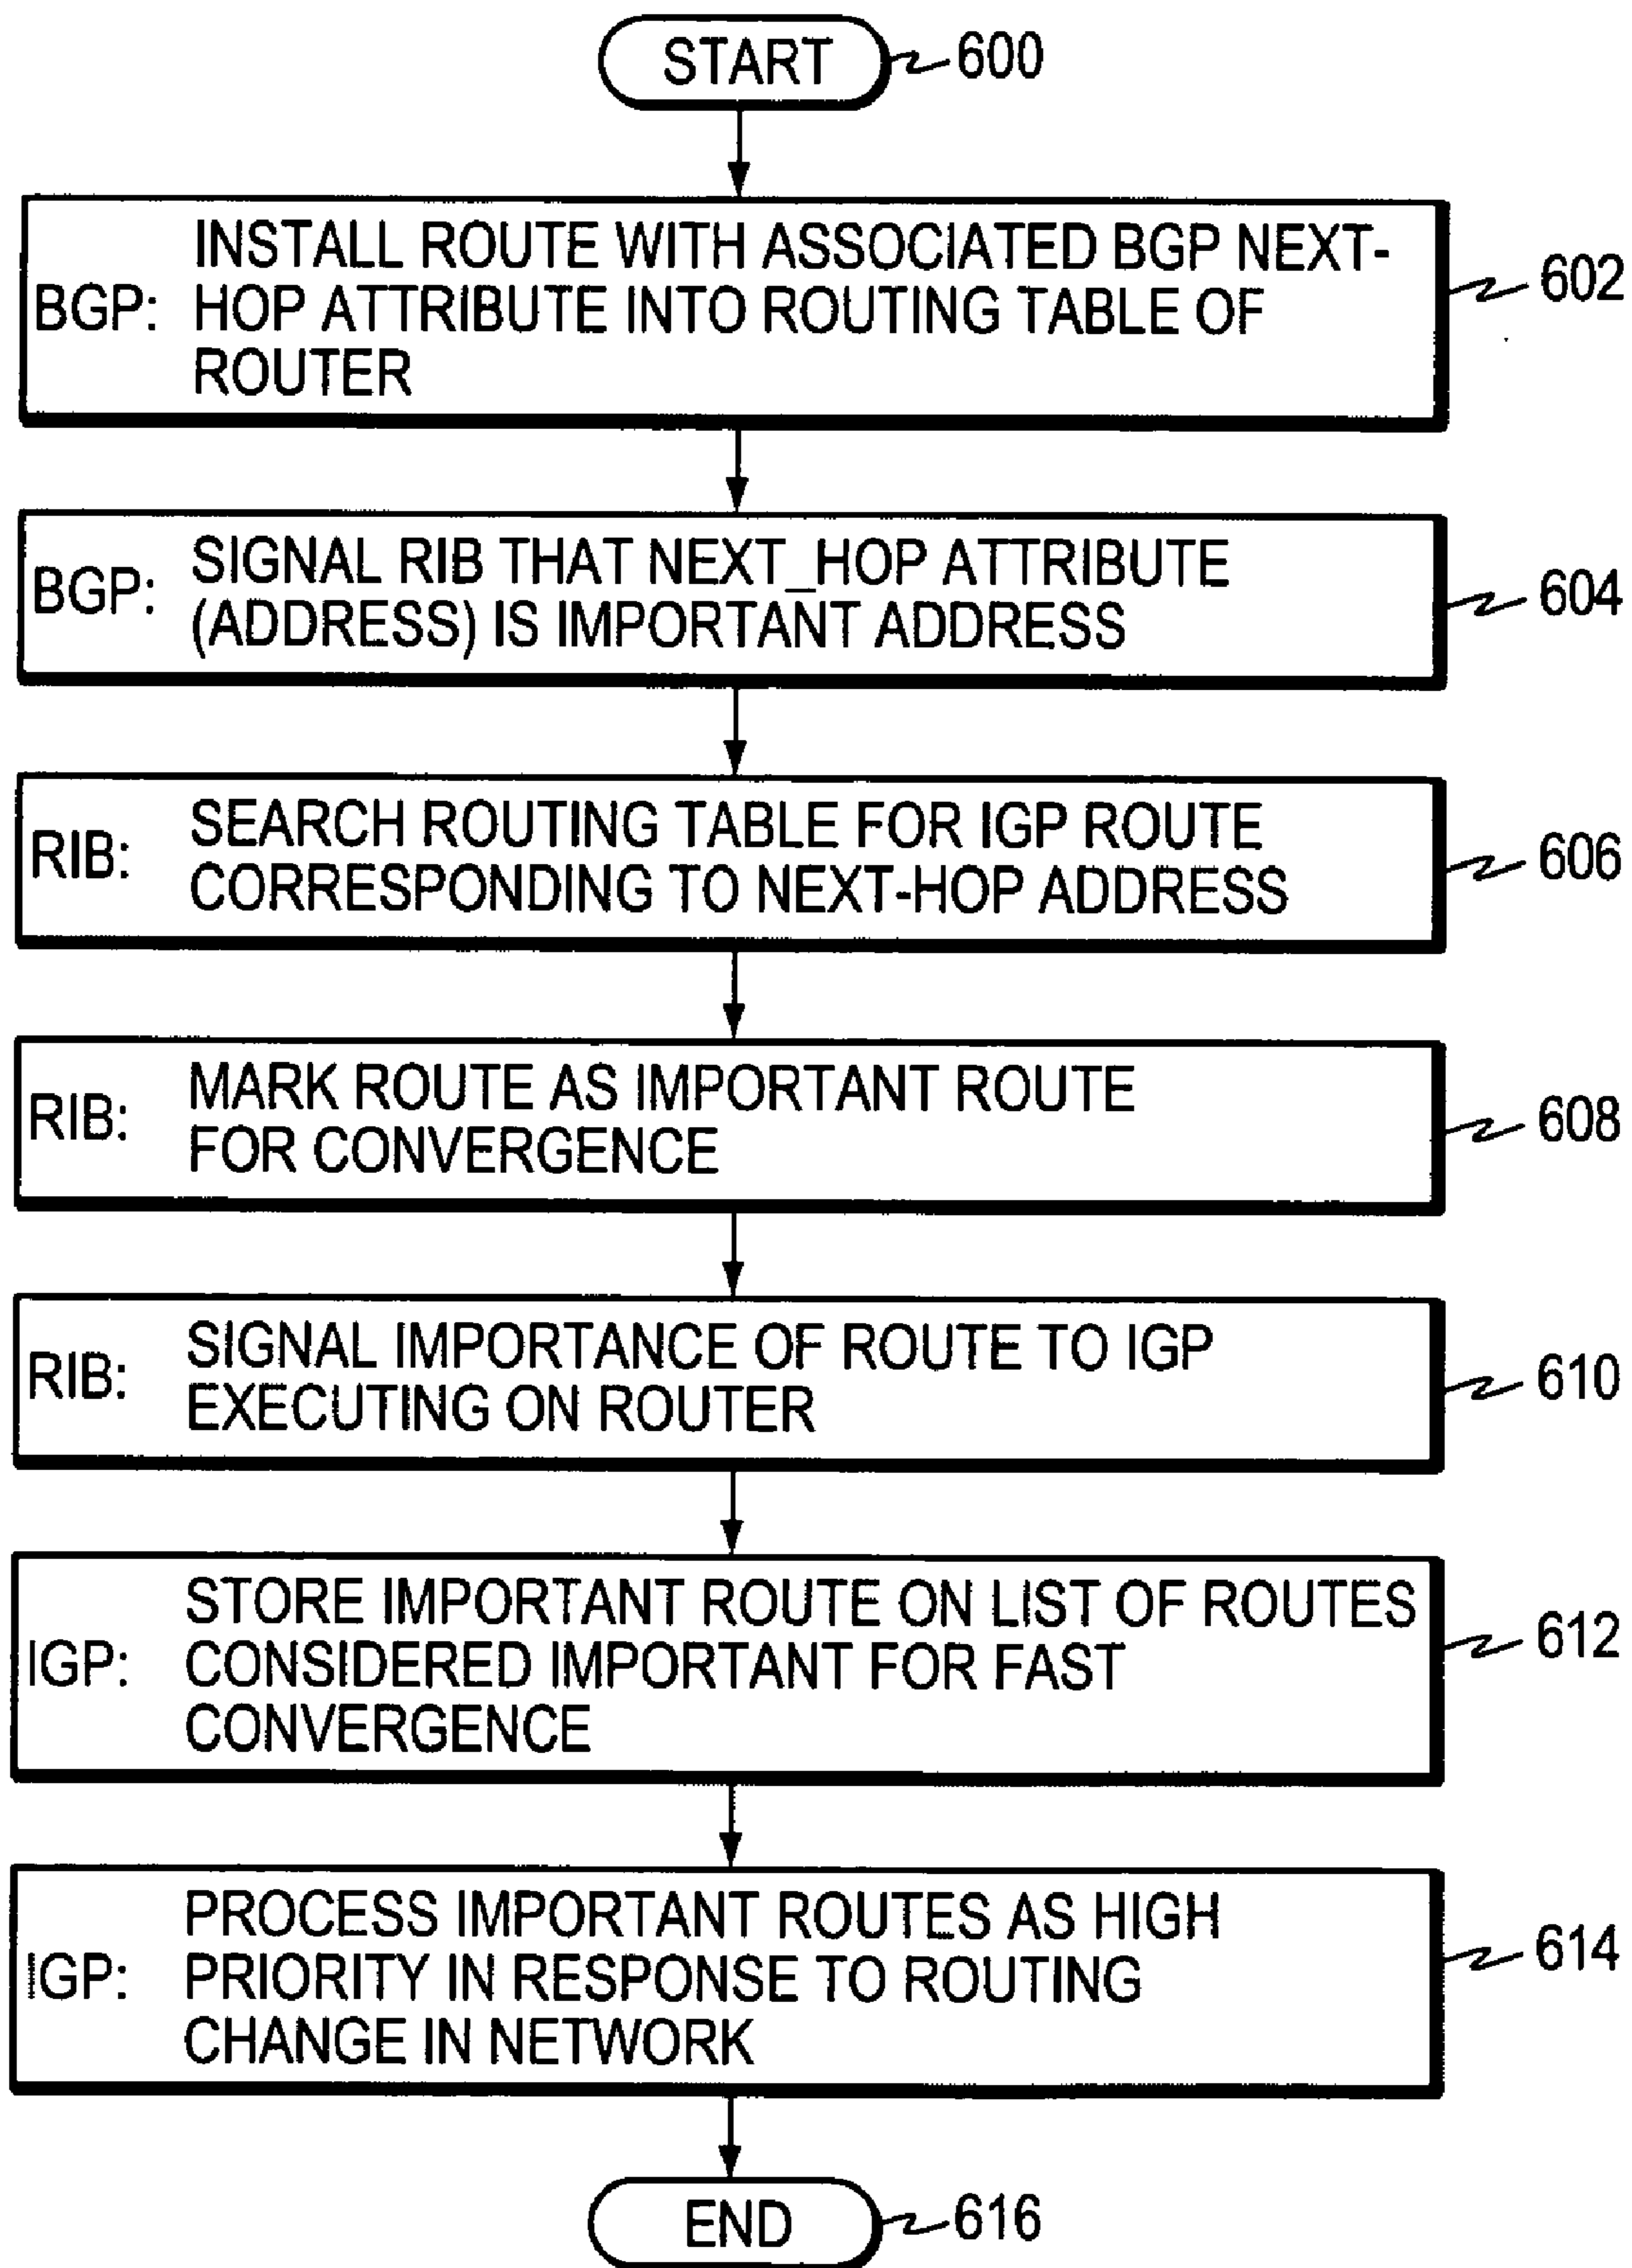 START 600
INSTALL ROUTE WITH ASSOCIATED BGP NEXT-
BGP: HOP ATTRIBUTE INTO ROUTING TABLE OF 602
ROUTER
SIGNAL RIB THAT NEXT_HOP ATTRIBUTE
BGP: (ADDRESS) IS IMPORTANT ADDRESS 604
SEARCH ROUTING TABLE FOR IGP ROUTE
RIB: CORRESPONDING TO NEXT-HOP ADDRESS 606
MARK ROUTE AS IMPORTANT ROUTE
RIB: FOR CONVERGENCE 608
SIGNAL IMPORTANCE OF ROUTE TO IGP
RIB: EXECUTING ON ROUTER 610
STORE IMPORTANT ROUTE ON LIST OF ROUTES
IGP: CONSIDERED IMPORTANT FOR FAST 612
CONVERGENCE
PROCESS IMPORTANT ROUTES AS HIGH
IGP: PRIORITY IN RESPONSE TO ROUTING 614
CHANGE IN NETWORK
END 616